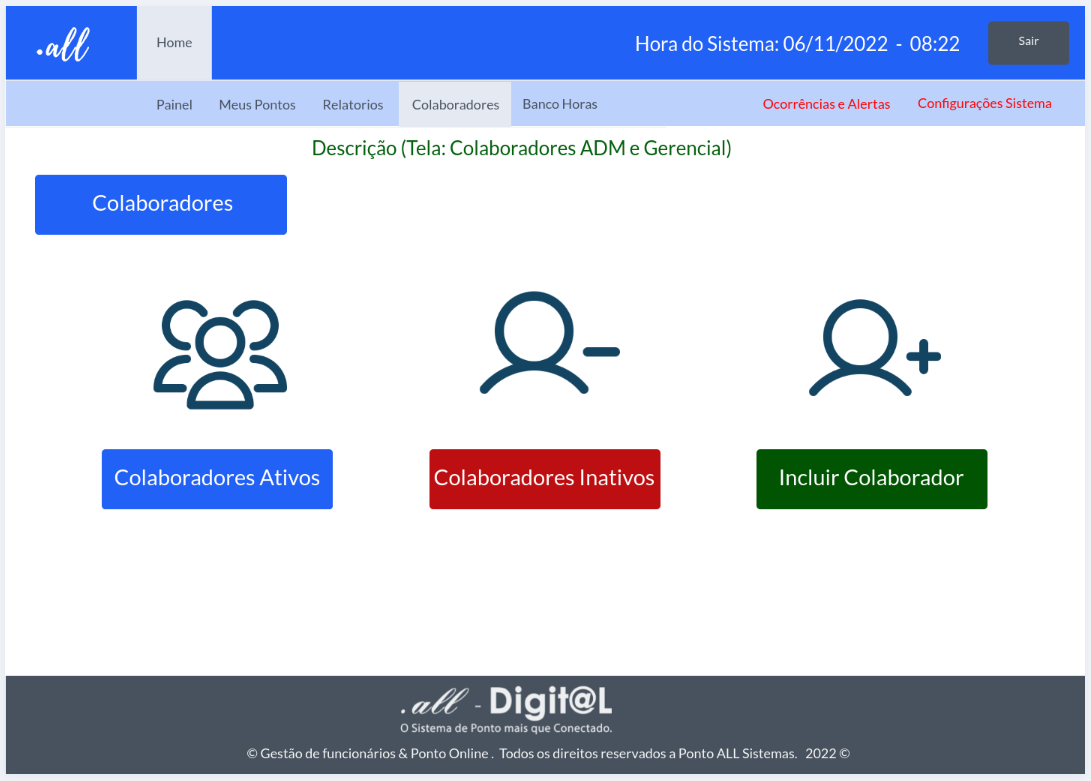 .all
Home
Hora do Sistema: 06/11/2022 - 08:22
Sair
Painel
Meus Pontos
Relatorios
Colaboradores
Banco Horas
Ocorrências e Alertas
Configurações Sistema
Descrição (Tela: Colaboradores ADM e Gerencial)
Colaboradores
Colaboradores Ativos
Colaboradores Inativos
Incluir Colaborador
.all - Digit@L
O Sistema de Ponto mais que Conectado.
© Gestão de funcionários & Ponto Online . Todos os direitos reservados a Ponto ALL Sistemas. 2022 ©